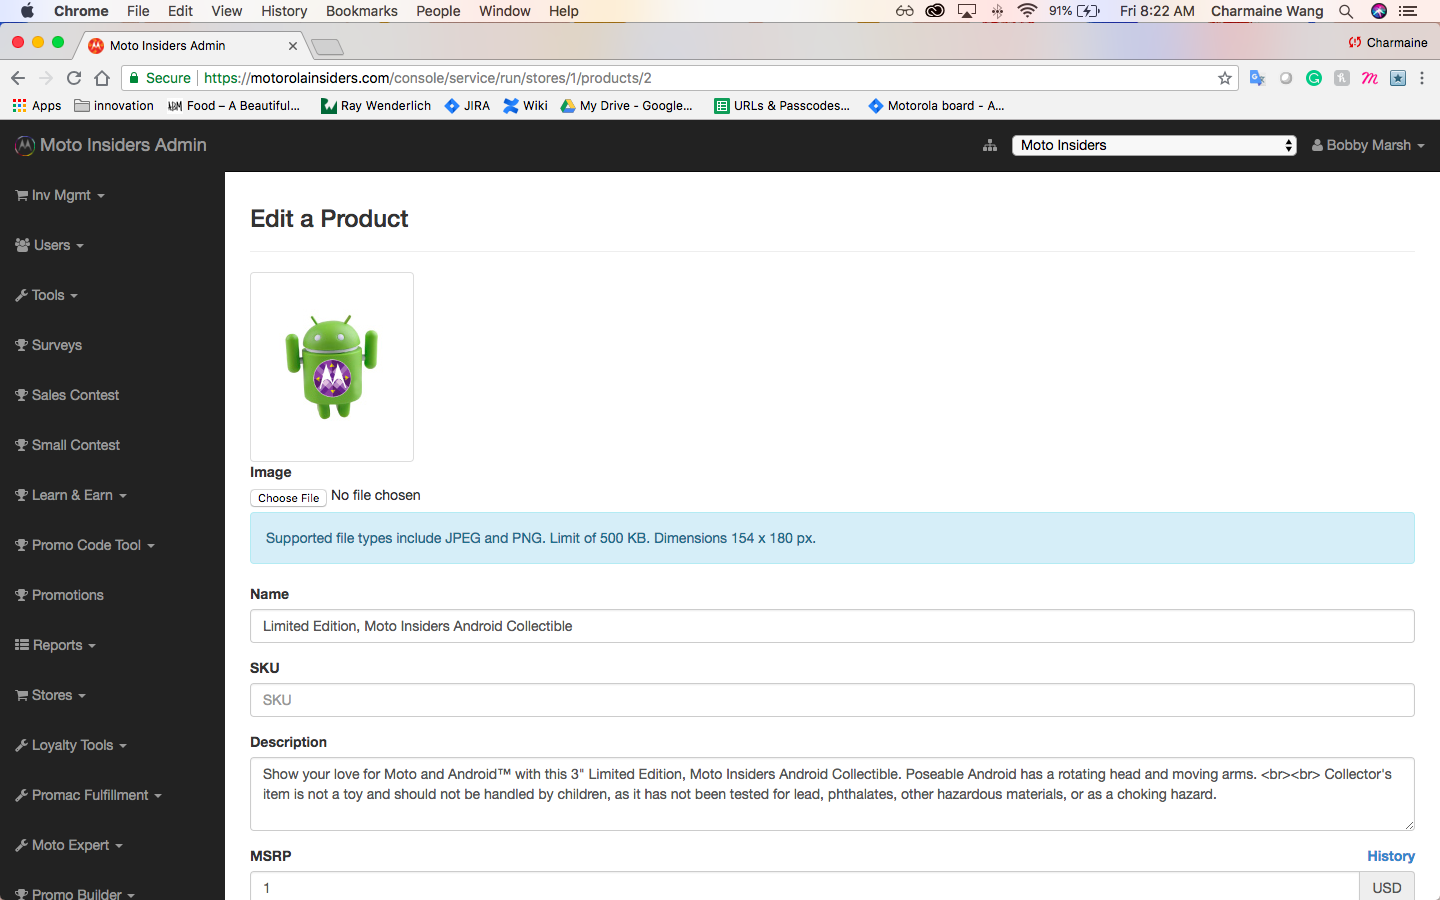 Chrome File Edit View History Bookmarks People Window Help 91% Fri 8:22 AM Charmaine Wang
Moto Insiders Admin Charmaine
Secure https://motorolainsiders.com/console/service/run/stores/1/products/2
Apps innovation Food – A Beautiful... Ray Wenderlich JIRA Wiki My Drive - Google... URLs & Passcodes... Motorola board - A...
Moto Insiders Admin Moto Insiders Bobby Marsh
Inv Mgmt
Users
Tools
Surveys
Sales Contest
Small Contest
Learn & Earn
Promo Code Tool
Promotions
Reports
Stores
Loyalty Tools
Promac Fulfillment
Moto Expert
Promo Builder
Edit a Product
Image
Choose File No file chosen
Supported file types include JPEG and PNG. Limit of 500 KB. Dimensions 154 x 180 px.
Name
Limited Edition, Moto Insiders Android Collectible
SKU
SKU
Description
Show your love for Moto and Android™ with this 3" Limited Edition, Moto Insiders Android Collectible. Poseable Android has a rotating head and moving arms. <br><br> Collector's
item is not a toy and should not be handled by children, as it has not been tested for lead, phthalates, other hazardous materials, or as a choking hazard.
MSRP History
1 USD